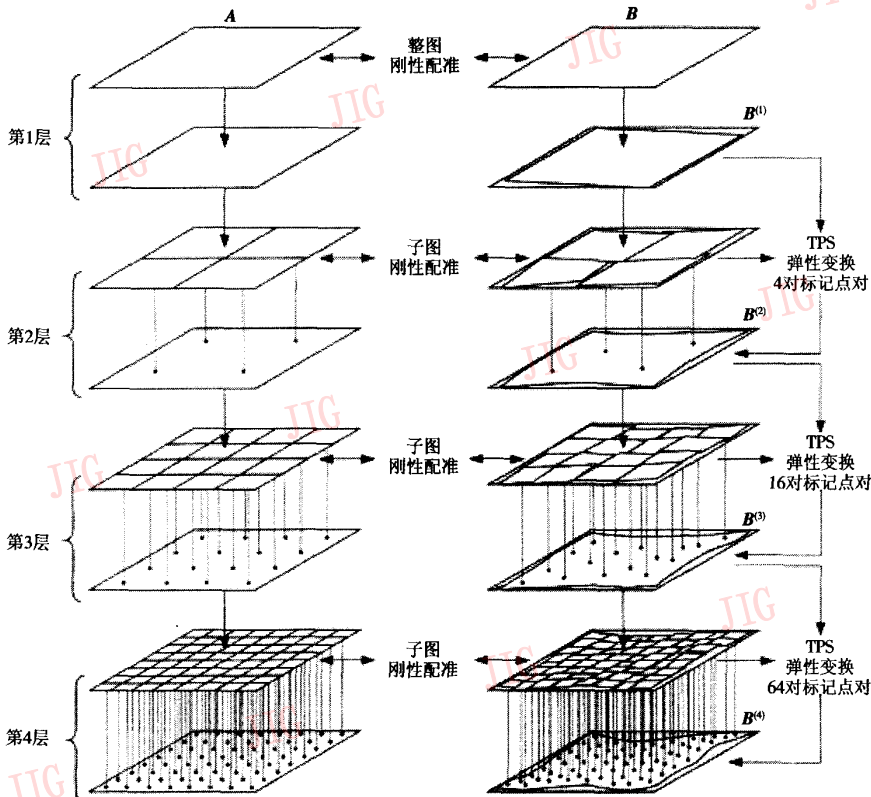 A
B
整图
刚性配准
JIG
JIG
JIG
JIG
第1层
B(1)
子图
刚性配准
TPS
弹性变换
4对标记点对
JIG
第2层
B(2)
JIG
JIG
子图
刚性配准
TPS
弹性变换
16对标记点对
JIG
第3层
B(3)
JIG
子图
刚性配准
JIG
TPS
弹性变换
64对标记点对
第4层
JIG
B(4)
JIG